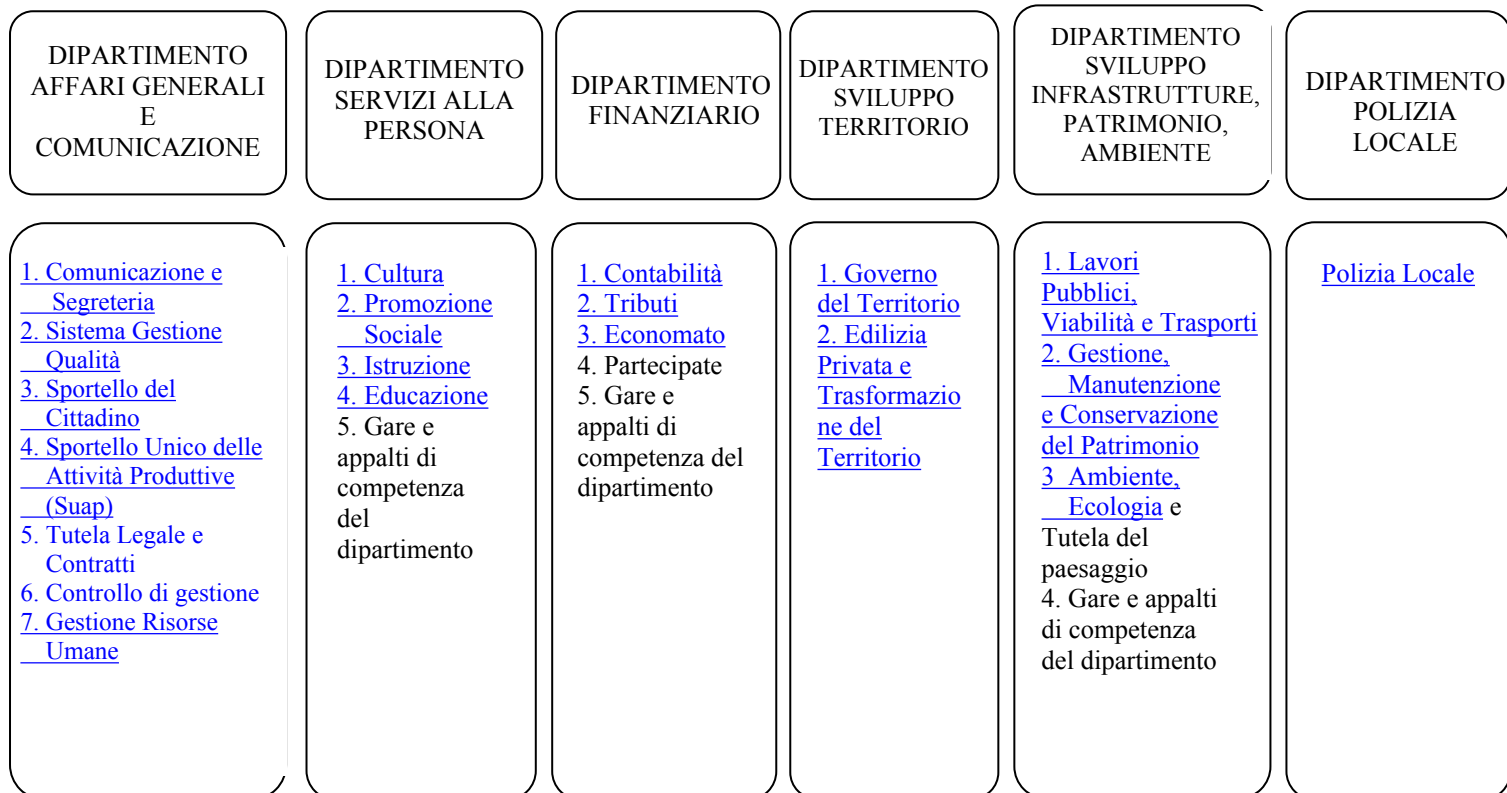 DIPARTIMENTO
AFFARI GENERALI
E
COMUNICAZIONE
DIPARTIMENTO
SERVIZI ALLA
PERSONA
DIPARTIMENTO
FINANZIARIO
DIPARTIMENTO
SVILUPPO
TERRITORIO
DIPARTIMENTO
SVILUPPO
INFRASTRUTTURE,
PATRIMONIO,
AMBIENTE
DIPARTIMENTO
POLIZIA
LOCALE
1. Comunicazione e
Segreteria
2. Sistema Gestione
Qualità
3. Sportello del
Cittadino
4. Sportello Unico delle
Attività Produttive
(Suap)
5. Tutela Legale e
Contratti
6. Controllo di gestione
7. Gestione Risorse
Umane
1. Cultura
2. Promozione
Sociale
3. Istruzione
4. Educazione
5. Gare e
appalti di
competenza
del
dipartimento
1. Contabilità
2. Tributi
3. Economato
4. Partecipate
5. Gare e
appalti di
competenza del
dipartimento
1. Governo
del Territorio
2. Edilizia
Privata e
Trasformazio
ne del
Territorio
1. Lavori
Pubblici,
Viabilità e Trasporti
2. Gestione,
Manutenzione
e Conservazione
del Patrimonio
3 Ambiente,
Ecologia e
Tutela del
paesaggio
4. Gare e appalti
di competenza
del dipartimento
Polizia Locale